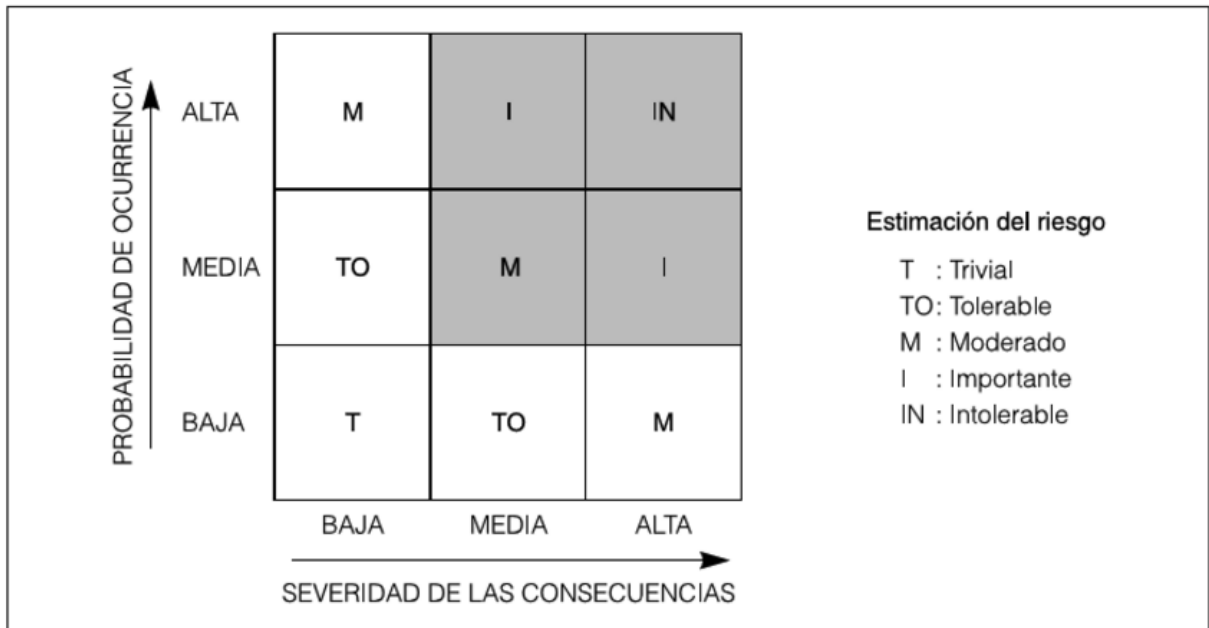 PROBABILIDAD DE OCURRENCIA
ALTA M I IN
MEDIA TO M I
BAJA T TO M
BAJA MEDIA ALTA
SEVERIDAD DE LAS CONSECUENCIAS
Estimación del riesgo
T : Trivial
TO: Tolerable
M : Moderado
I : Importante
IN : Intolerable